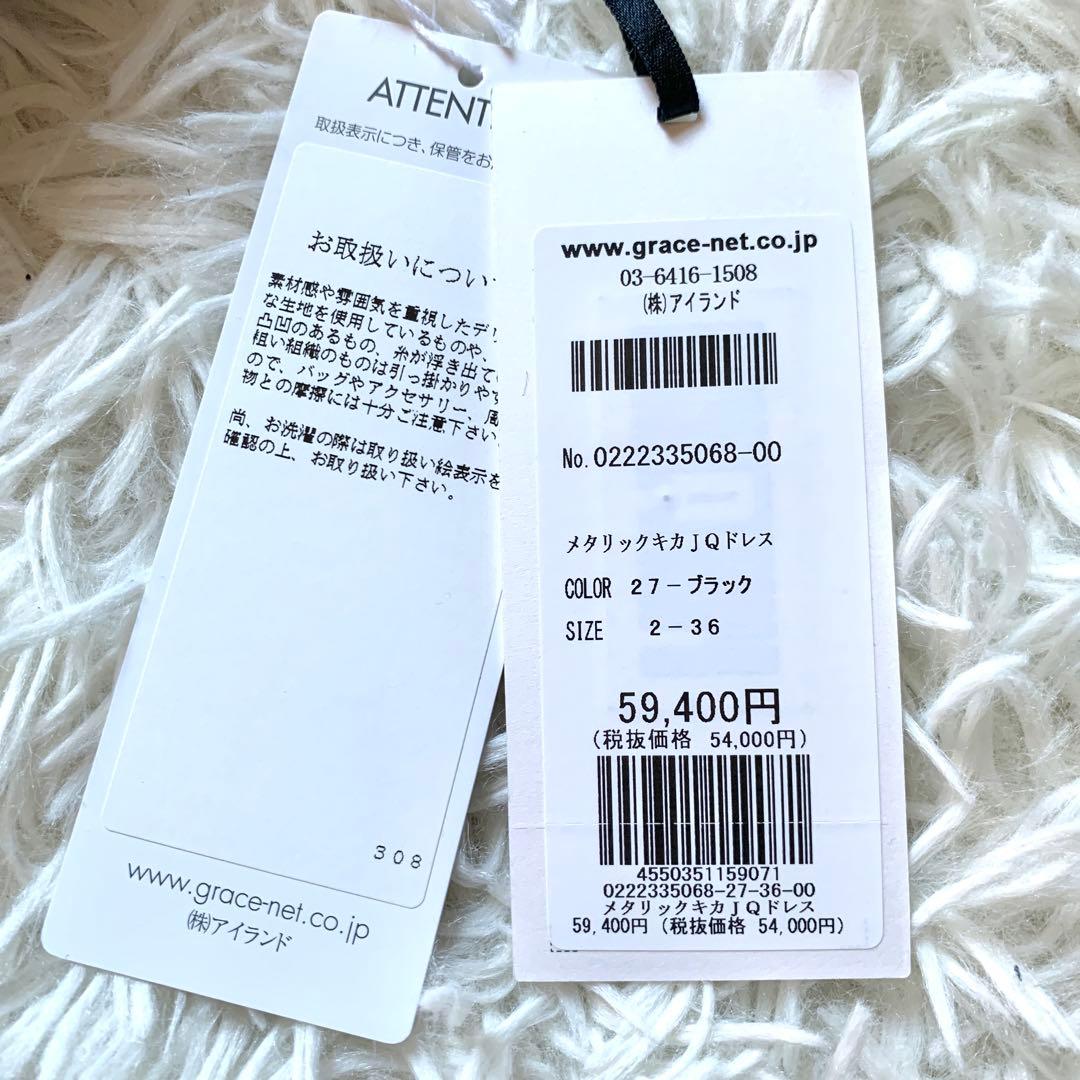 ATTENT
取扱表示につき、保管をお
お取扱いについ
素材感や雰囲気を重視したデリ
な生地を使用しているものや、
凸凹のあるもの、糸が浮き出て
粗い組織のものは引っ掛かりやす
ので、バッグやアクセサリー、周
物との摩擦には十分ご注意下さい
尚、お洗濯の際は取り扱い絵表示を
確認の上、お取り扱い下さい。
308
www.grace-net.co.jp
㈱アイランド
www.grace-net.co.jp
03-6416-1508
(株)アイランド
No.0222335068-00
メタリックキカJQドレス
COLOR 27-ブラック
SIZE 2-36
59,400円
(税抜価格 54,000円)
4550351159071
0222335068-27-36-00
メタリックキカJQドレス
59,400円 (税抜価格 54,000円)